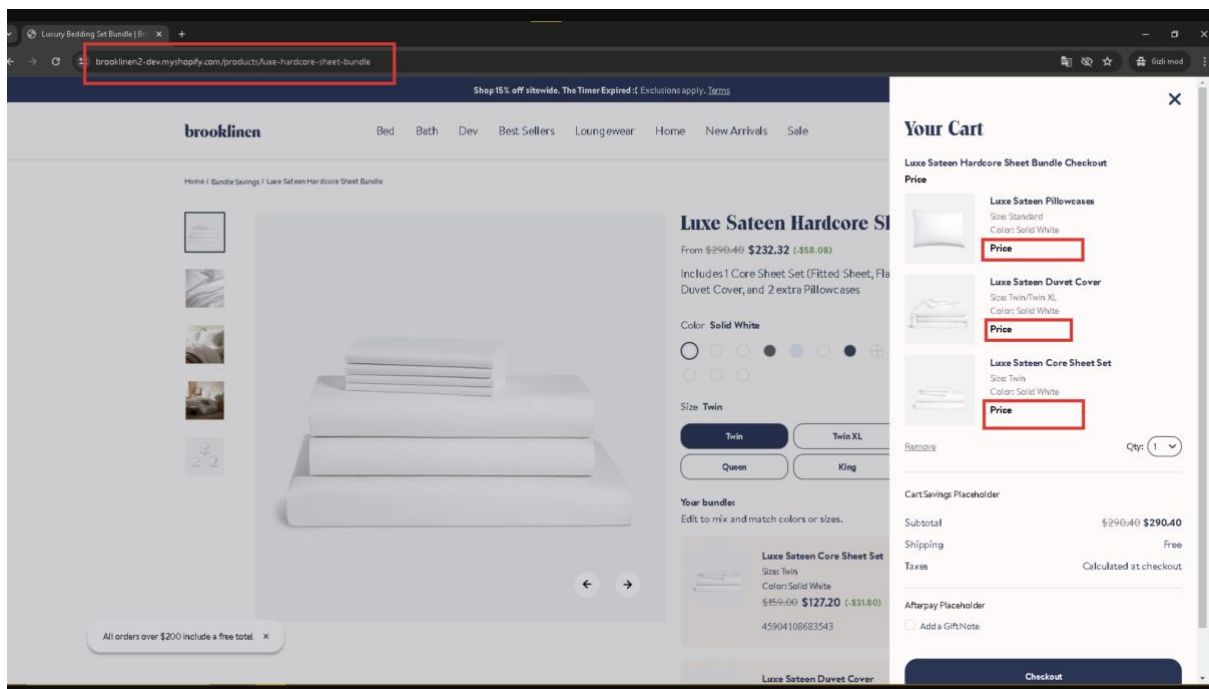 Luxury Bedding Set Bundle | Br
brooklinen2-dev.myshopify.com/products/luxe-hardcore-sheet-bundle
Gizli mod
Shop 15% off sitewide. The Timer Expired :( Exclusions apply. Terms
brooklinen
Bed Bath Dev Best Sellers Loungewear Home New Arrivals Sale
Home / Bundle Savings / Luxe Sateen Hardcore Sheet Bundle
Luxe Sateen Hardcore Sl
From $290.40 $232.32 (-$58.08)
Includes 1 Core Sheet Set (Fitted Sheet, Fla
Duvet Cover, and 2 extra Pillowcases
Color Solid White
Size Twin
Twin Twin XL
Queen King
Your bundle:
Edit to mix and match colors or sizes.
Luxe Sateen Core Sheet Set
Size: Twin
Color: Solid White
$159.00 $127.20 (-$31.80)
45904108683543
Luxe Sateen Duvet Cover
All orders over $200 include a free tote! ×
Your Cart
Luxe Sateen Hardcore Sheet Bundle Checkout
Price
Luxe Sateen Pillowcases
Size: Standard
Color: Solid White
Price
Luxe Sateen Duvet Cover
Size: Twin/Twin XL
Color: Solid White
Price
Luxe Sateen Core Sheet Set
Size: Twin
Color: Solid White
Price
Remove Qty: 1
Cart Savings Placeholder
Subtotal $290.40 $290.40
Shipping Free
Taxes Calculated at checkout
Afterpay Placeholder
Add a Gift Note
Checkout